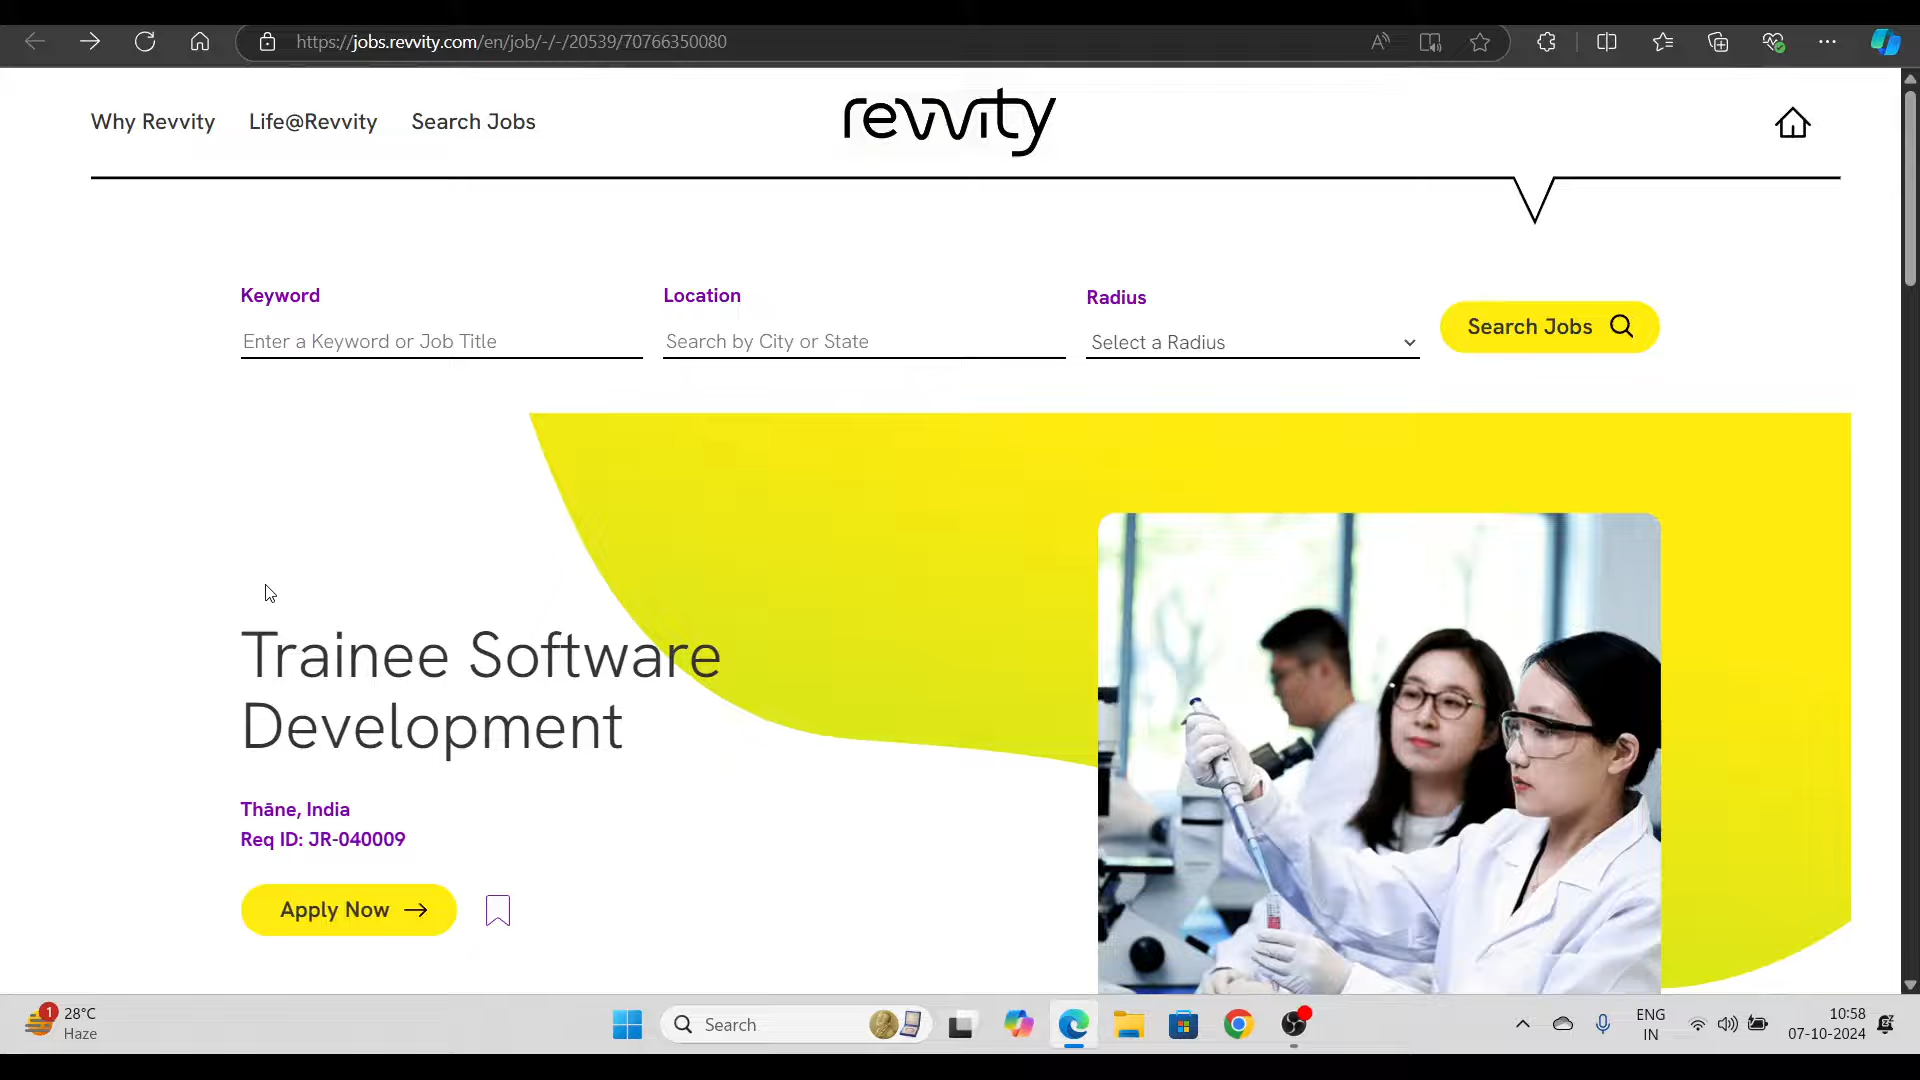 https://jobs.revvity.com/en/job/-/-/20539/70766350080
Why Revvity
Life@Revvity
Search Jobs
revvity
Keyword
Location
Radius
Enter a Keyword or Job Title
Search by City or State
Select a Radius
Search Jobs
Trainee Software
Development
Thāne, India
Req ID: JR-040009
Apply Now
1
28°C
Haze
Search
ENG
IN
10:58
07-10-2024